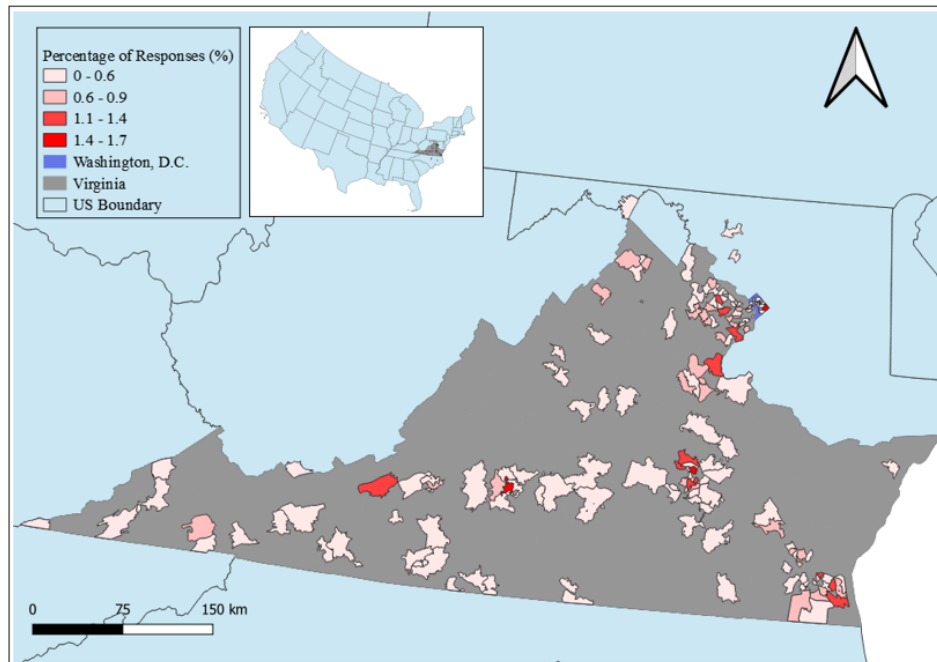 Percentage of Responses (%)
0 - 0.6
0.6 - 0.9
1.1 - 1.4
1.4 - 1.7
Washington, D.C.
Virginia
US Boundary
0 75 150 km